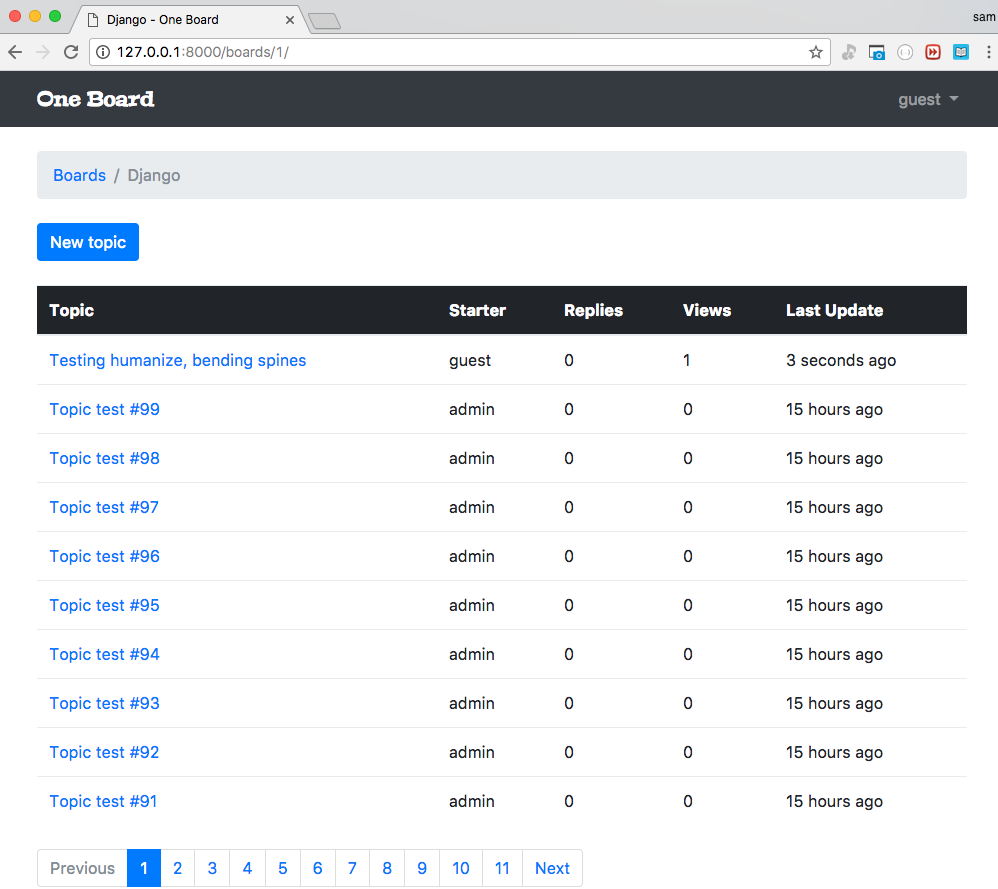 Django - One Board
sam
127.0.0.1:8000/boards/1/
One Board
guest
Boards / Django
New topic
Topic Starter Replies Views Last Update
Testing humanize, bending spines guest 0 1 3 seconds ago
Topic test #99 admin 0 0 15 hours ago
Topic test #98 admin 0 0 15 hours ago
Topic test #97 admin 0 0 15 hours ago
Topic test #96 admin 0 0 15 hours ago
Topic test #95 admin 0 0 15 hours ago
Topic test #94 admin 0 0 15 hours ago
Topic test #93 admin 0 0 15 hours ago
Topic test #92 admin 0 0 15 hours ago
Topic test #91 admin 0 0 15 hours ago
Previous 1 2 3 4 5 6 7 8 9 10 11 Next